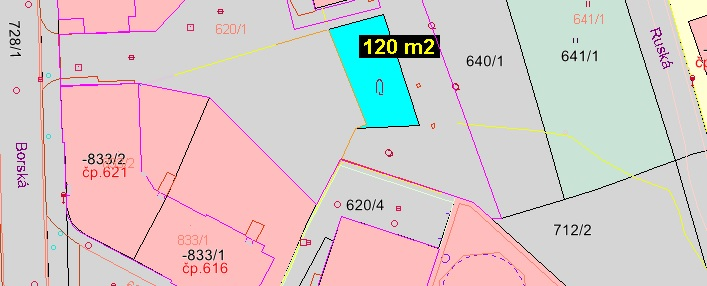 728/1
620/1
120 m2
640/1
641/1
641/1
Ruská
Borská
-833/2
čp.621
620/4
712/2
833/1
-833/1
čp.616